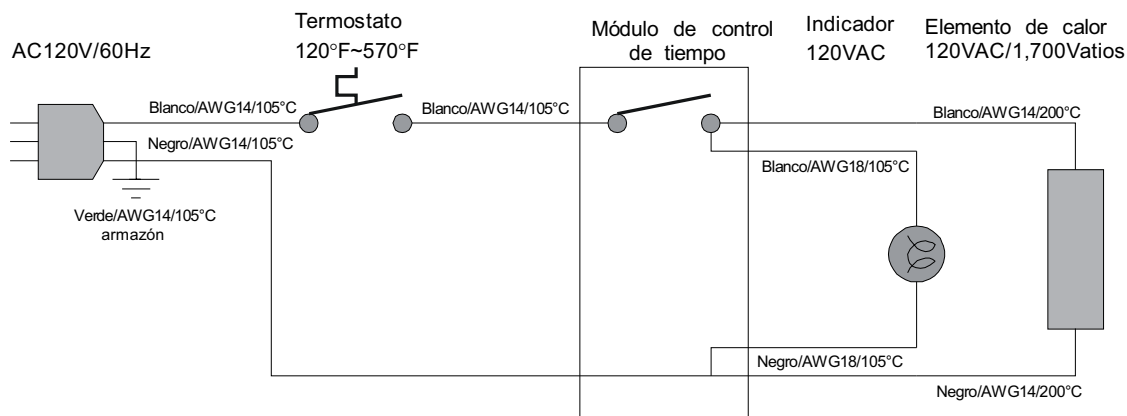 AC120V/60Hz
Termostato
120°F~570°F
Módulo de control
de tiempo
Indicador
120VAC
Elemento de calor
120VAC/1,700Vatios
Blanco/AWG14/105°C
Blanco/AWG14/105°C
Blanco/AWG14/200°C
Negro/AWG14/105°C
Blanco/AWG18/105°C
Verde/AWG14/105°C
armazón
Negro/AWG18/105°C
Negro/AWG14/200°C